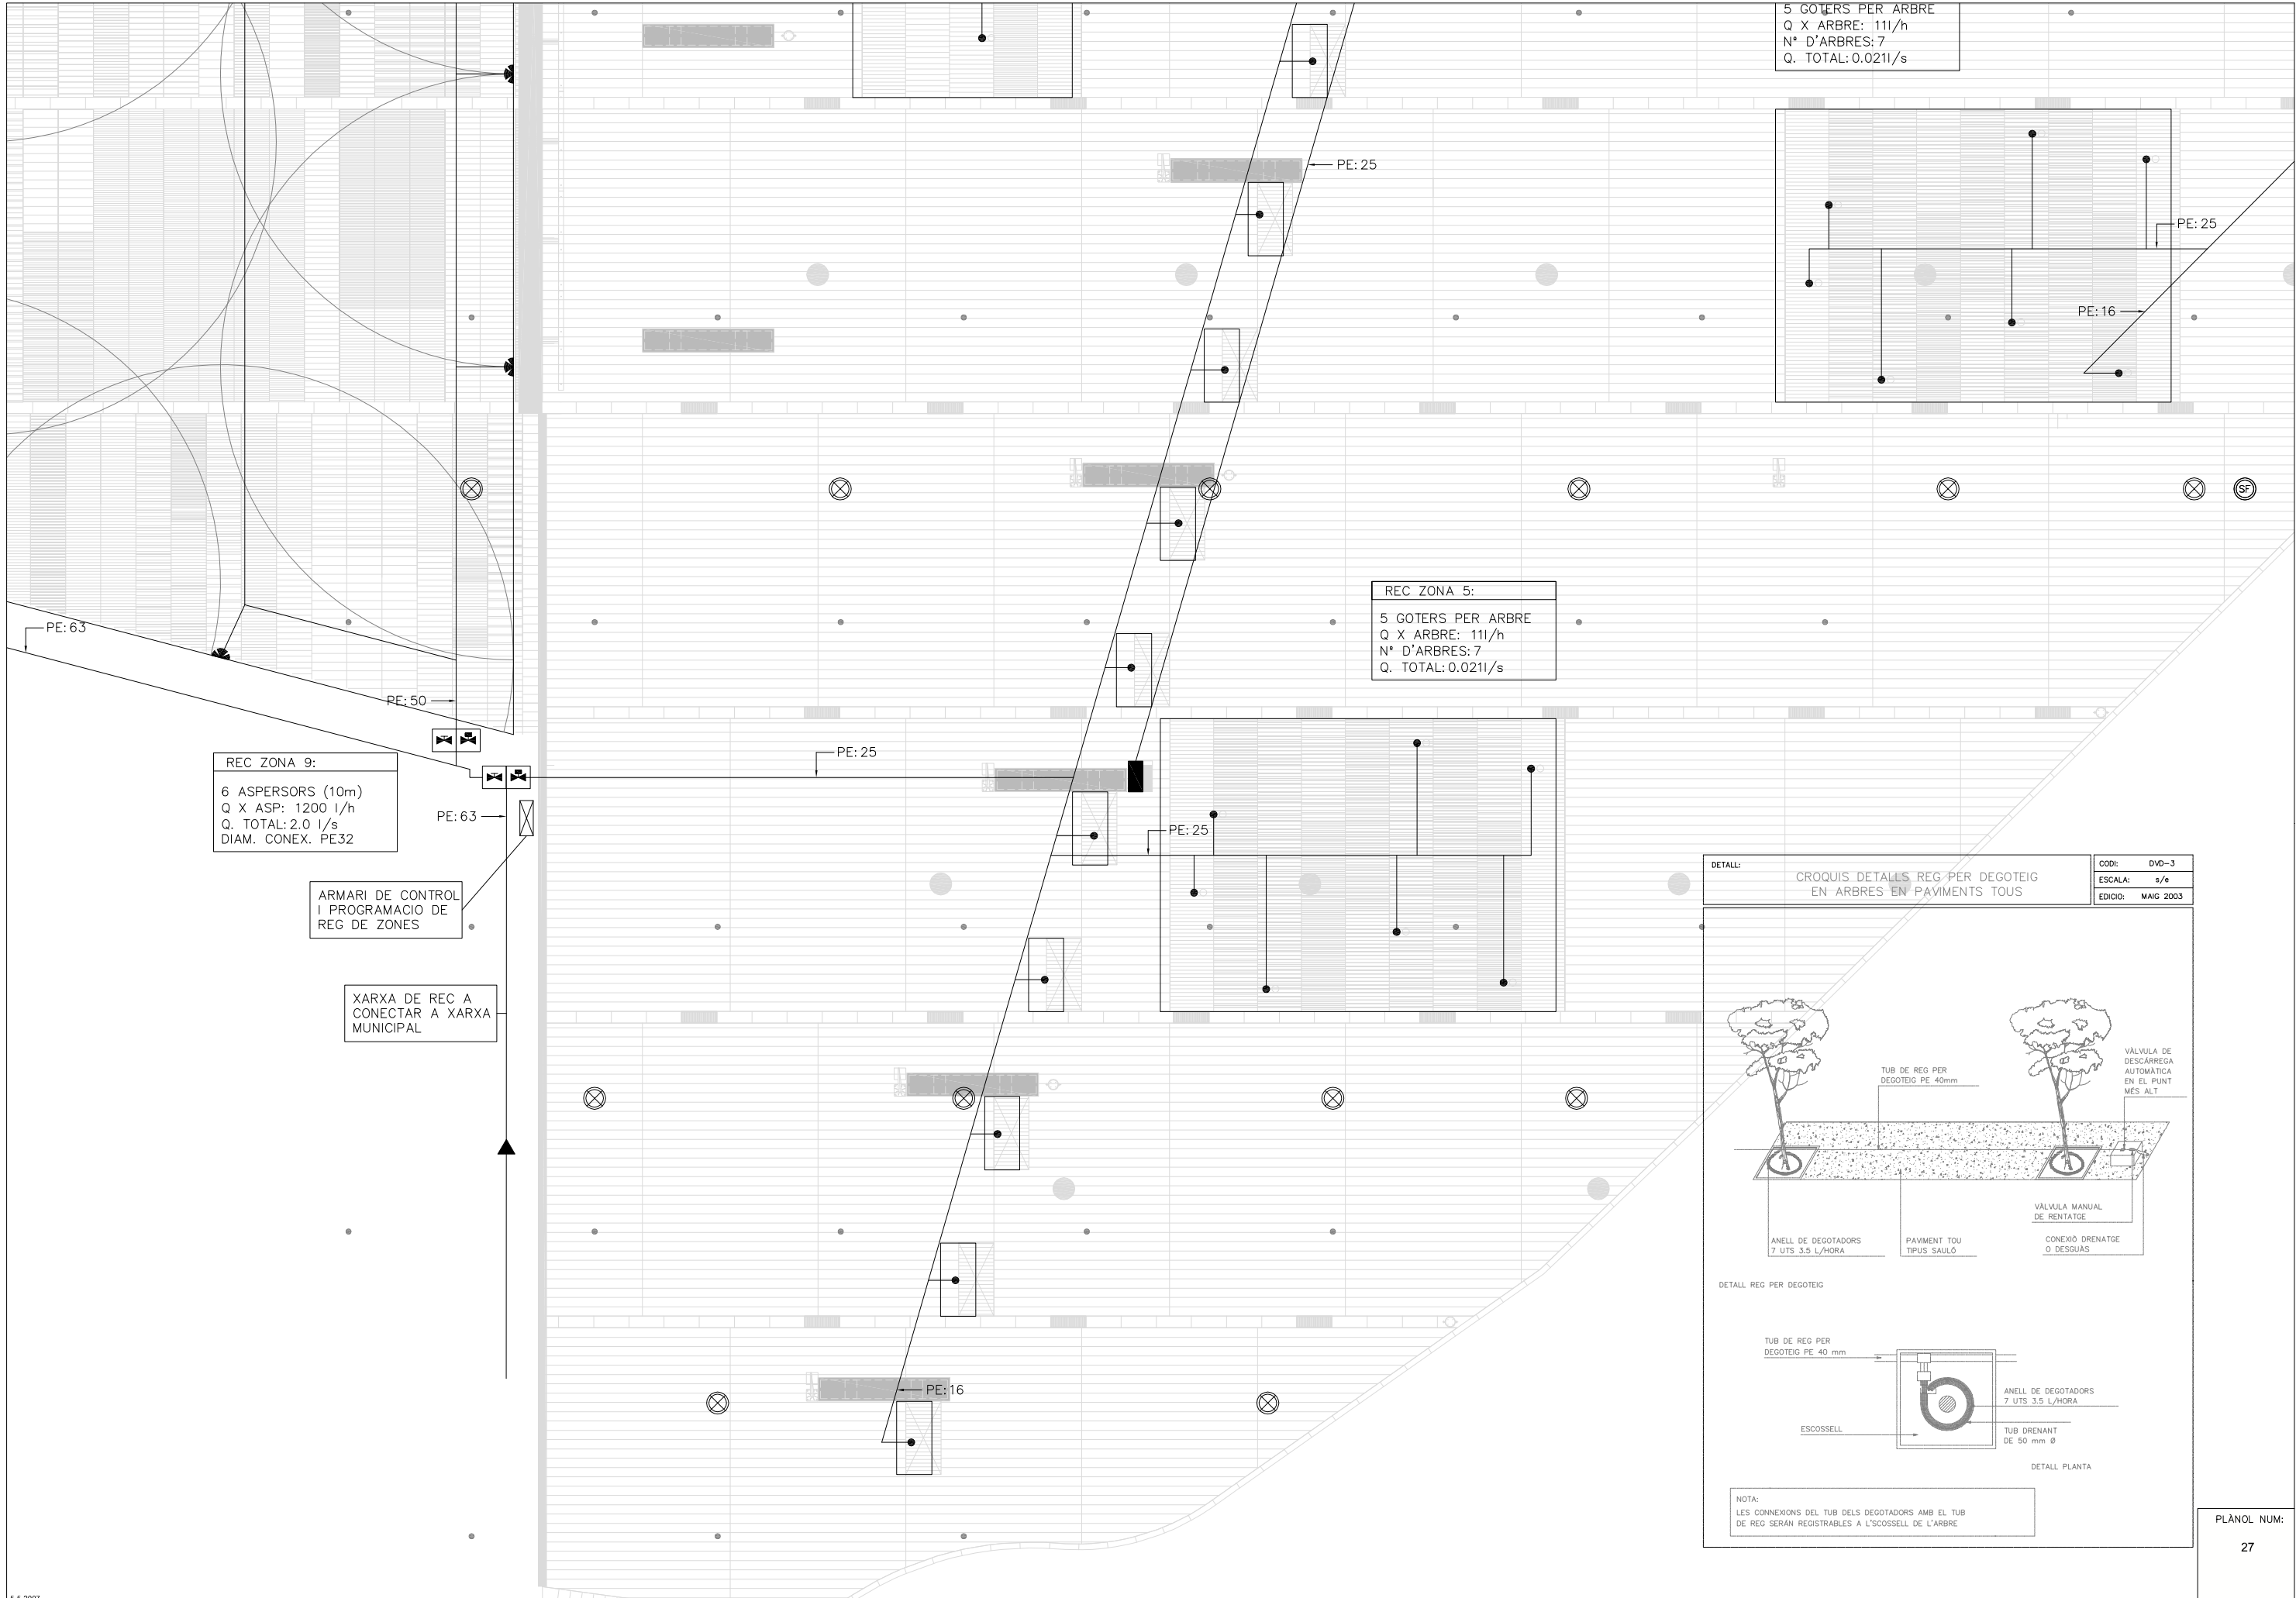 5 GOTERS PER ARBRE
Q X ARBRE: 11l/h
Nº D'ARBRES: 7
Q. TOTAL: 0.021l/s
PE: 25
PE: 25
PE: 16
SF
REC ZONA 5:
5 GOTERS PER ARBRE
Q X ARBRE: 11l/h
Nº D'ARBRES: 7
Q. TOTAL: 0.021l/s
PE: 63
PE: 50
PE: 25
REC ZONA 9:
6 ASPERSORS (10m)
Q X ASP: 1200 l/h
Q. TOTAL: 2.0 l/s
DIAM. CONEX. PE32
PE: 63
PE: 25
ARMARI DE CONTROL
I PROGRAMACIO DE
REG DE ZONES
XARXA DE REC A
CONECTAR A XARXA
MUNICIPAL
PE: 16
DETALL:
CROQUIS DETALLS REG PER DEGOTEIG
EN ARBRES EN PAVIMENTS TOUS
CODI: DVD-3
ESCALA: s/e
EDICIO: MAIG 2003
TUB DE REG PER
DEGOTEIG PE 40mm
VÀLVULA DE
DESCÀRREGA
AUTOMÀTICA
EN EL PUNT
MÉS ALT
VÀLVULA MANUAL
DE RENTATGE
ANELL DE DEGOTADORS
7 UTS 3.5 L/HORA
PAVIMENT TOU
TIPUS SAULÓ
CONEXIÓ DRENATGE
O DESGUÀS
DETALL REG PER DEGOTEIG
TUB DE REG PER
DEGOTEIG PE 40 mm
ANELL DE DEGOTADORS
7 UTS 3.5 L/HORA
ESCOSSELL
TUB DRENANT
DE 50 mm Ø
DETALL PLANTA
NOTA:
LES CONNEXIONS DEL TUB DELS DEGOTADORS AMB EL TUB
DE REG SERÁN REGISTRABLES A L'SCOSSELL DE L'ARBRE
PLÀNOL NUM:
27